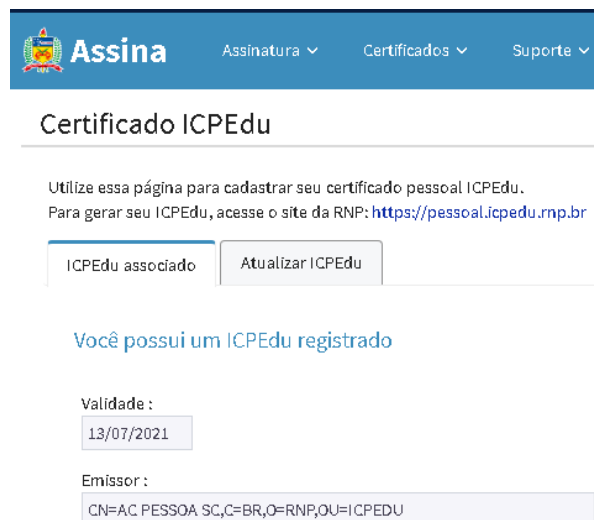 Assina
Assinatura Certificados Suporte
Certificado ICPEdu
Utilize essa página para cadastrar seu certificado pessoal ICPEdu.
Para gerar seu ICPEdu, acesse o site da RNP: https://pessoal.icpedu.rnp.br
ICPEdu associado Atualizar ICPEdu
Você possui um ICPEdu registrado
Validade :
13/07/2021
Emissor :
CN=AC PESSOA SC,C=BR,O=RNP,OU=ICPEDU